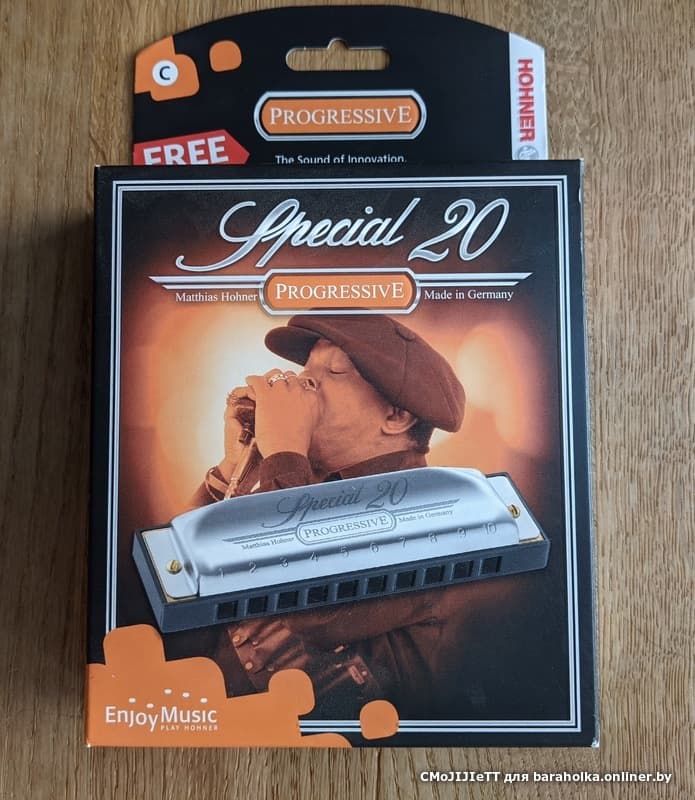 C
HOHNER
PROGRESSIVE
FREE
The Sound of Innovation.
Special 20
Matthias Hohner PROGRESSIVE Made in Germany
Special 20
Matthias Hohner PROGRESSIVE Made in Germany
1 2 3 4 5 6 7 8 9 10
EnjoyMusic
PLAY HOHNER
CMoJIJIeTT для baraholka.onliner.by